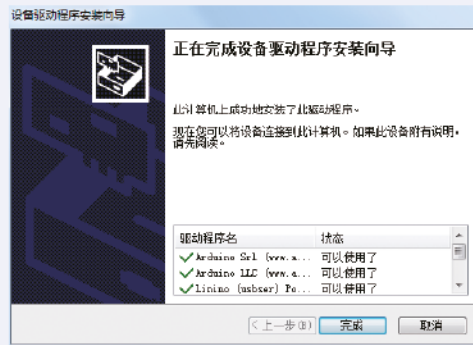 设备驱动程序安装向导
正在完成设备驱动程序安装向导
此计算机上成功地安装了此驱动程序。
现在您可以将设备连接到此计算机。如果此设备附有说明，
请先阅读。
驱动程序名 状态
Arduino Srl (www.a... 可以使用了
Arduino LLC (www.a... 可以使用了
Linino (usbser) Po... 可以使用了
<上一步(B) 完成 取消